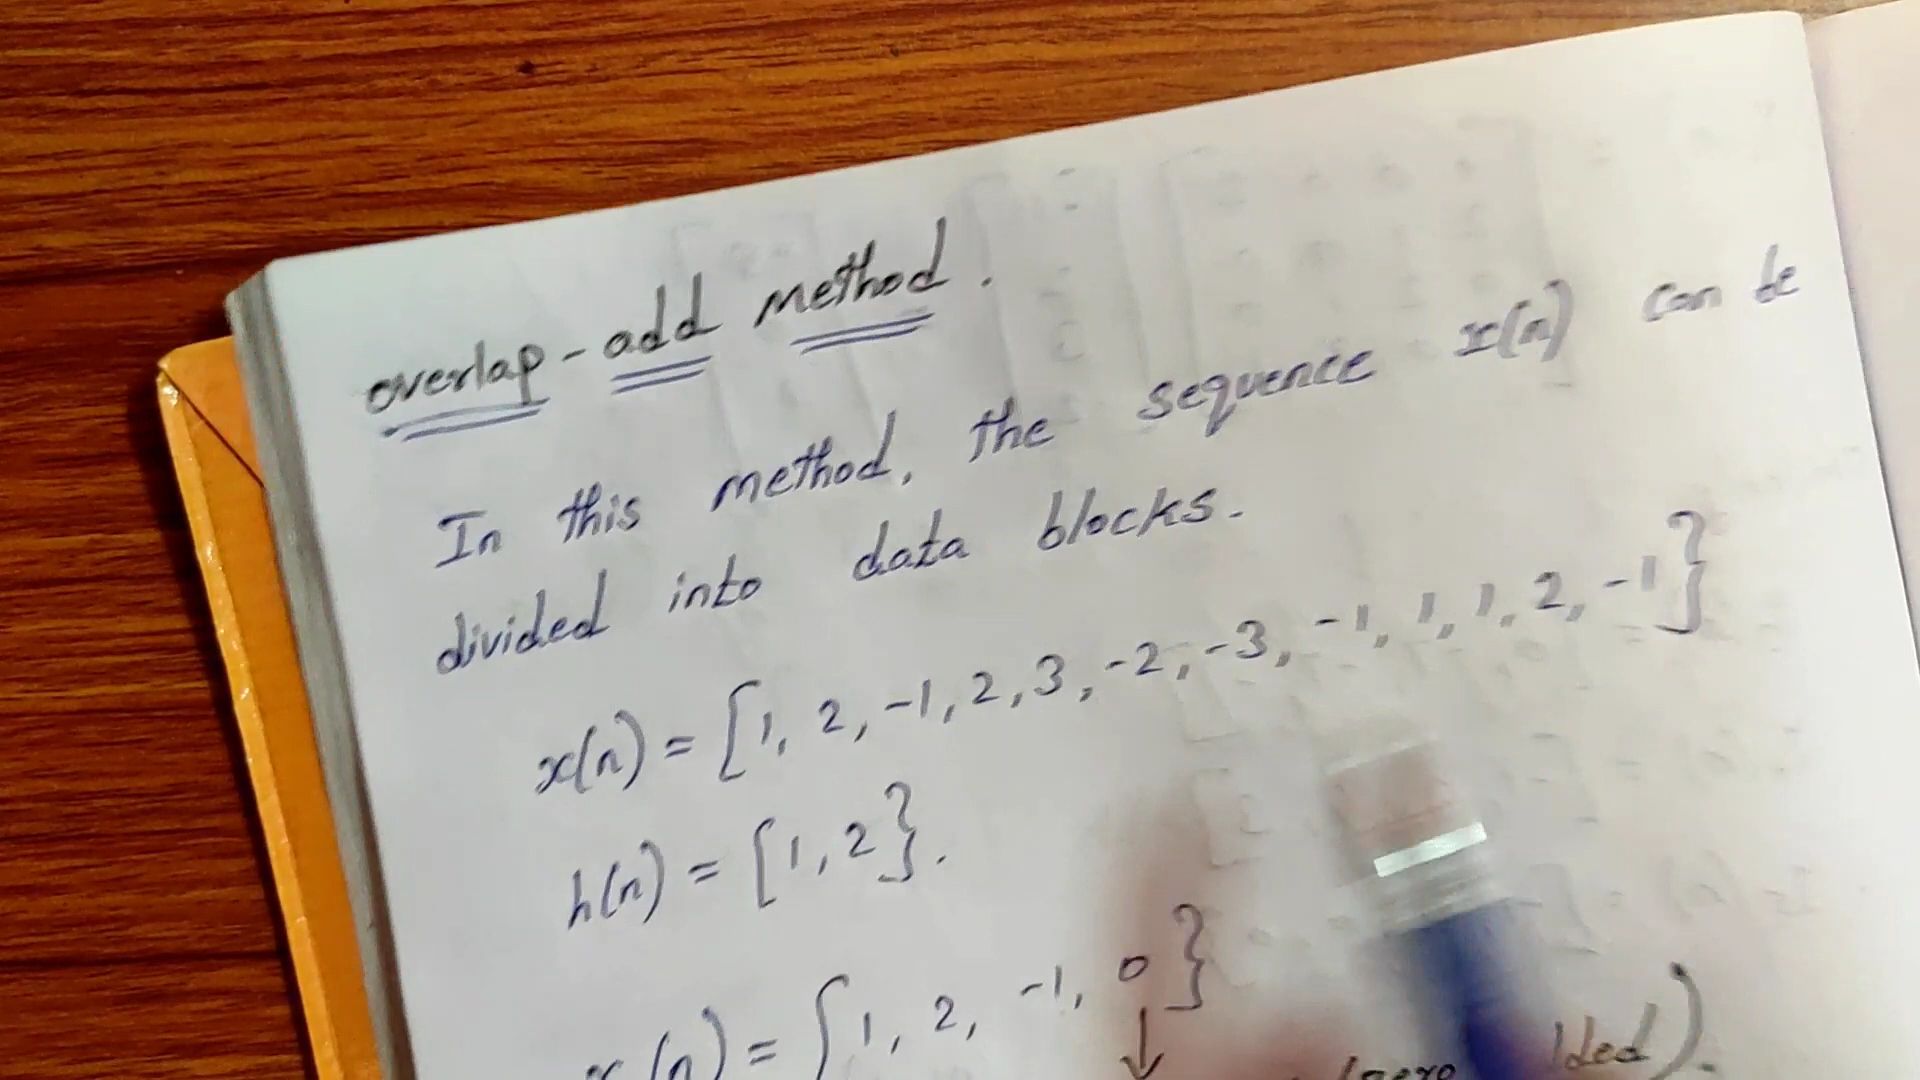 overlap-add method.
In this method, the sequence x(n) can be
divided into data blocks.
x(n) = {1, 2, -1, 2, 3, -2, -3, -1, 1, 1, 2, -1}
h(n) = {1, 2}.
(n) = {1, 2, -1, 0}
↓